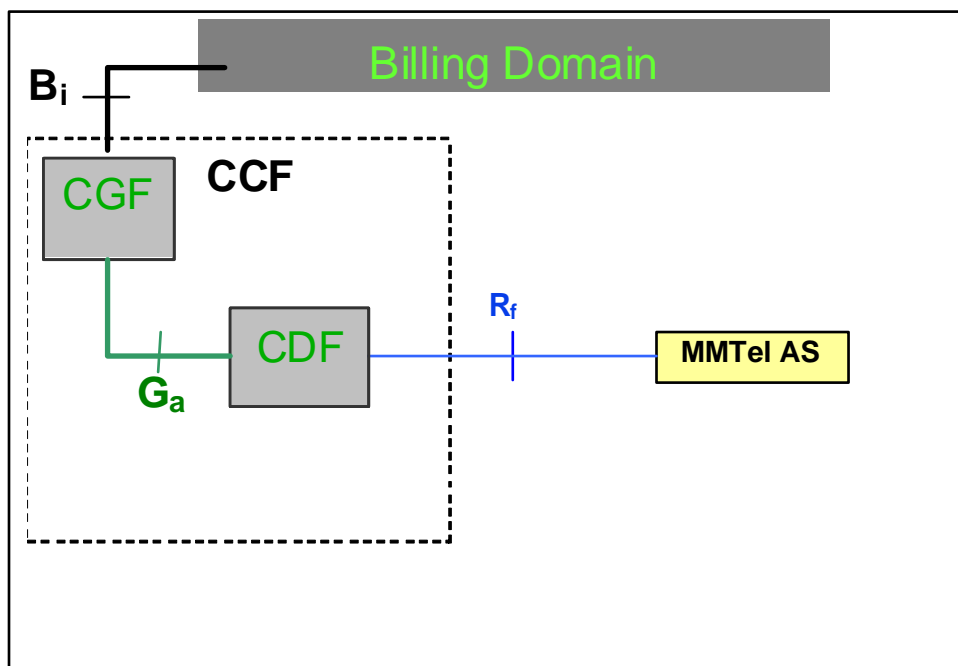 Billing Domain
Bi
CGF
CCF
Rf
CDF
MMTel AS
Ga